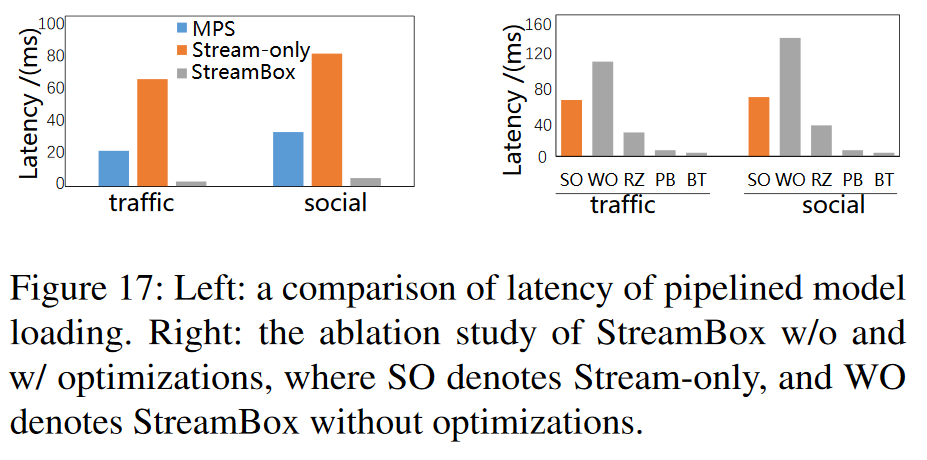 Latency /(ms)
100
80
60
40
20
0
MPS
Stream-only
StreamBox
traffic social
Latency /(ms)
160
120
80
40
0
SO WO RZ PB BT SO WO RZ PB BT
traffic social
Figure 17: Left: a comparison of latency of pipelined model
loading. Right: the ablation study of StreamBox w/o and
w/ optimizations, where SO denotes Stream-only, and WO
denotes StreamBox without optimizations.